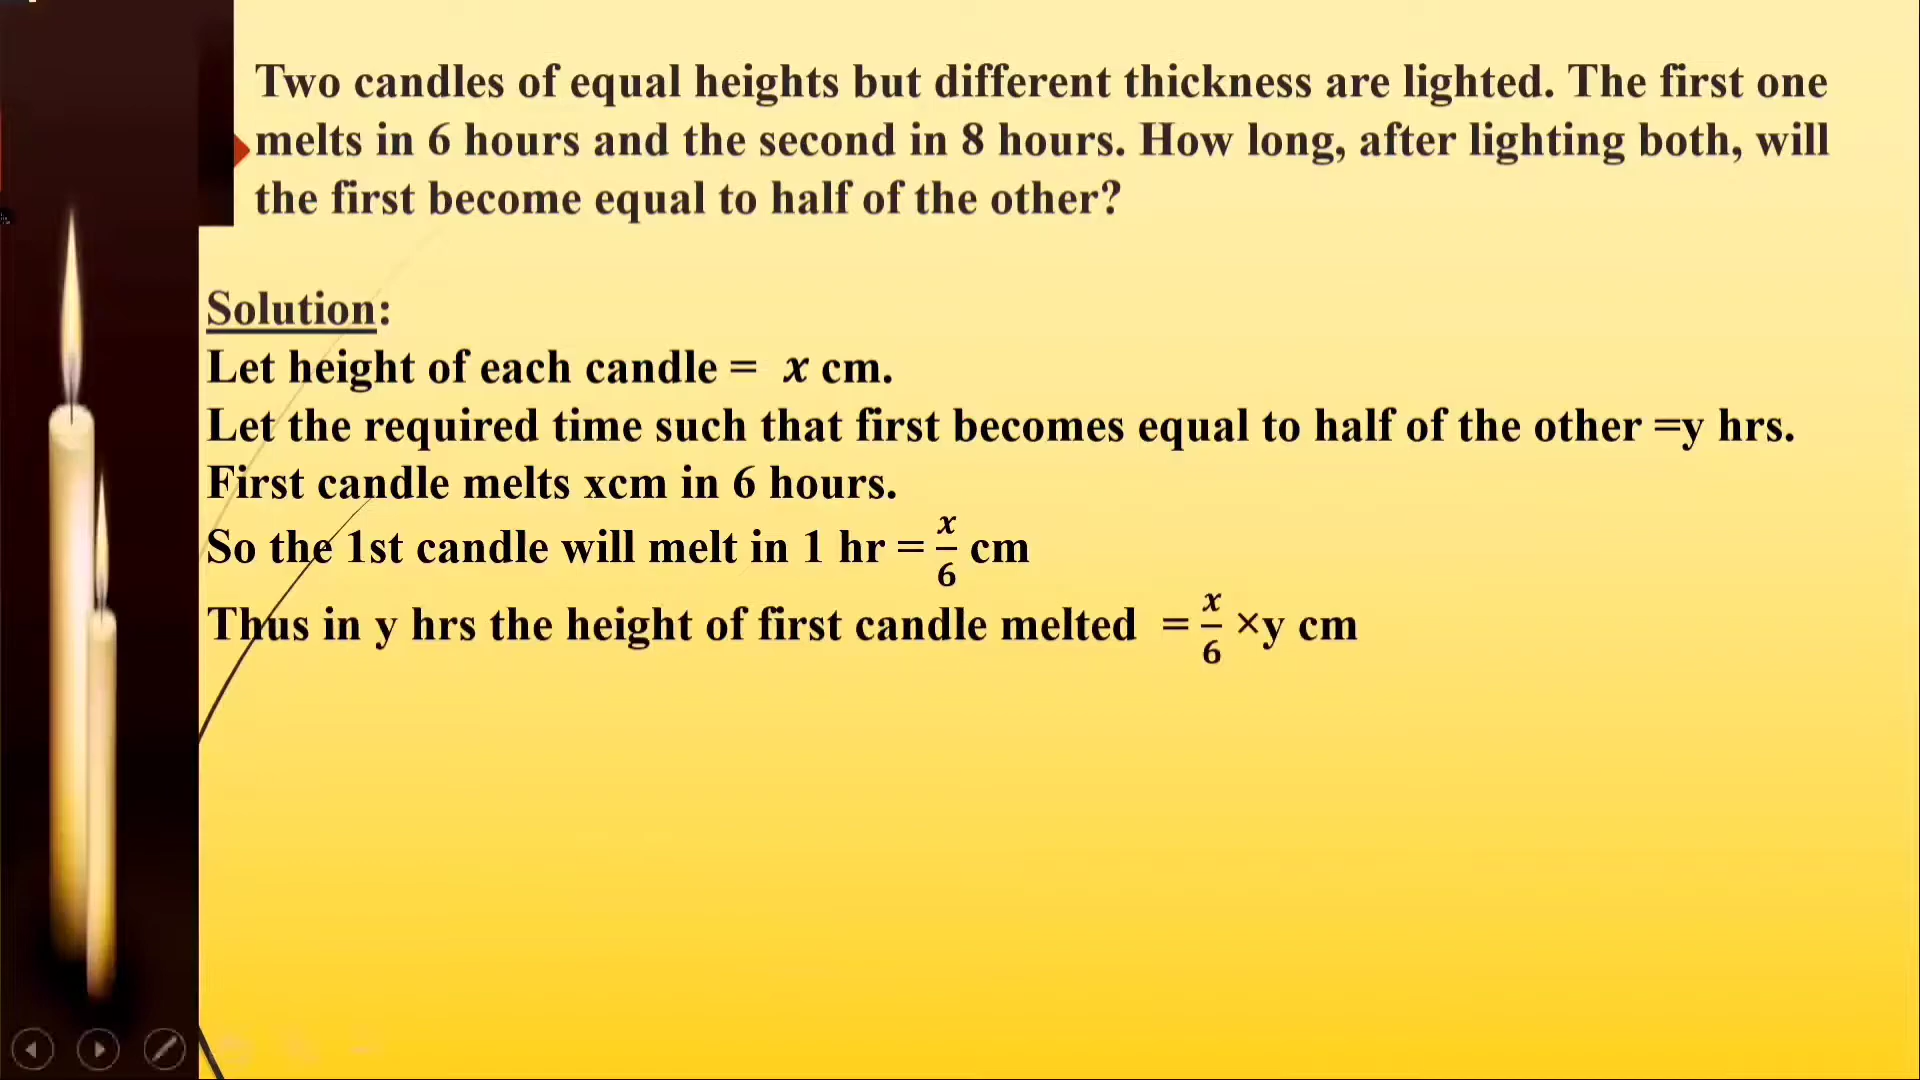 Two candles of equal heights but different thickness are lighted. The first one
melts in 6 hours and the second in 8 hours. How long, after lighting both, will
the first become equal to half of the other?
Solution:
Let height of each candle = x cm.
Let the required time such that first becomes equal to half of the other =y hrs.
First candle melts xcm in 6 hours.
So the 1st candle will melt in 1 hr = x/6 cm
Thus in y hrs the height of first candle melted = x/6 ×y cm